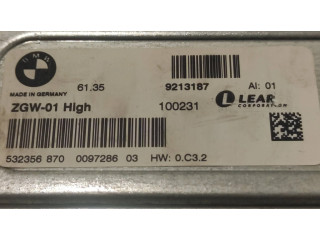 BMW
MADE IN GERMANY
61.35 9213187 AI: 01
ZGW-01 High 100231 LEAR
CORPORATION
532356 870 0097286 03 HW: 0.C3.2